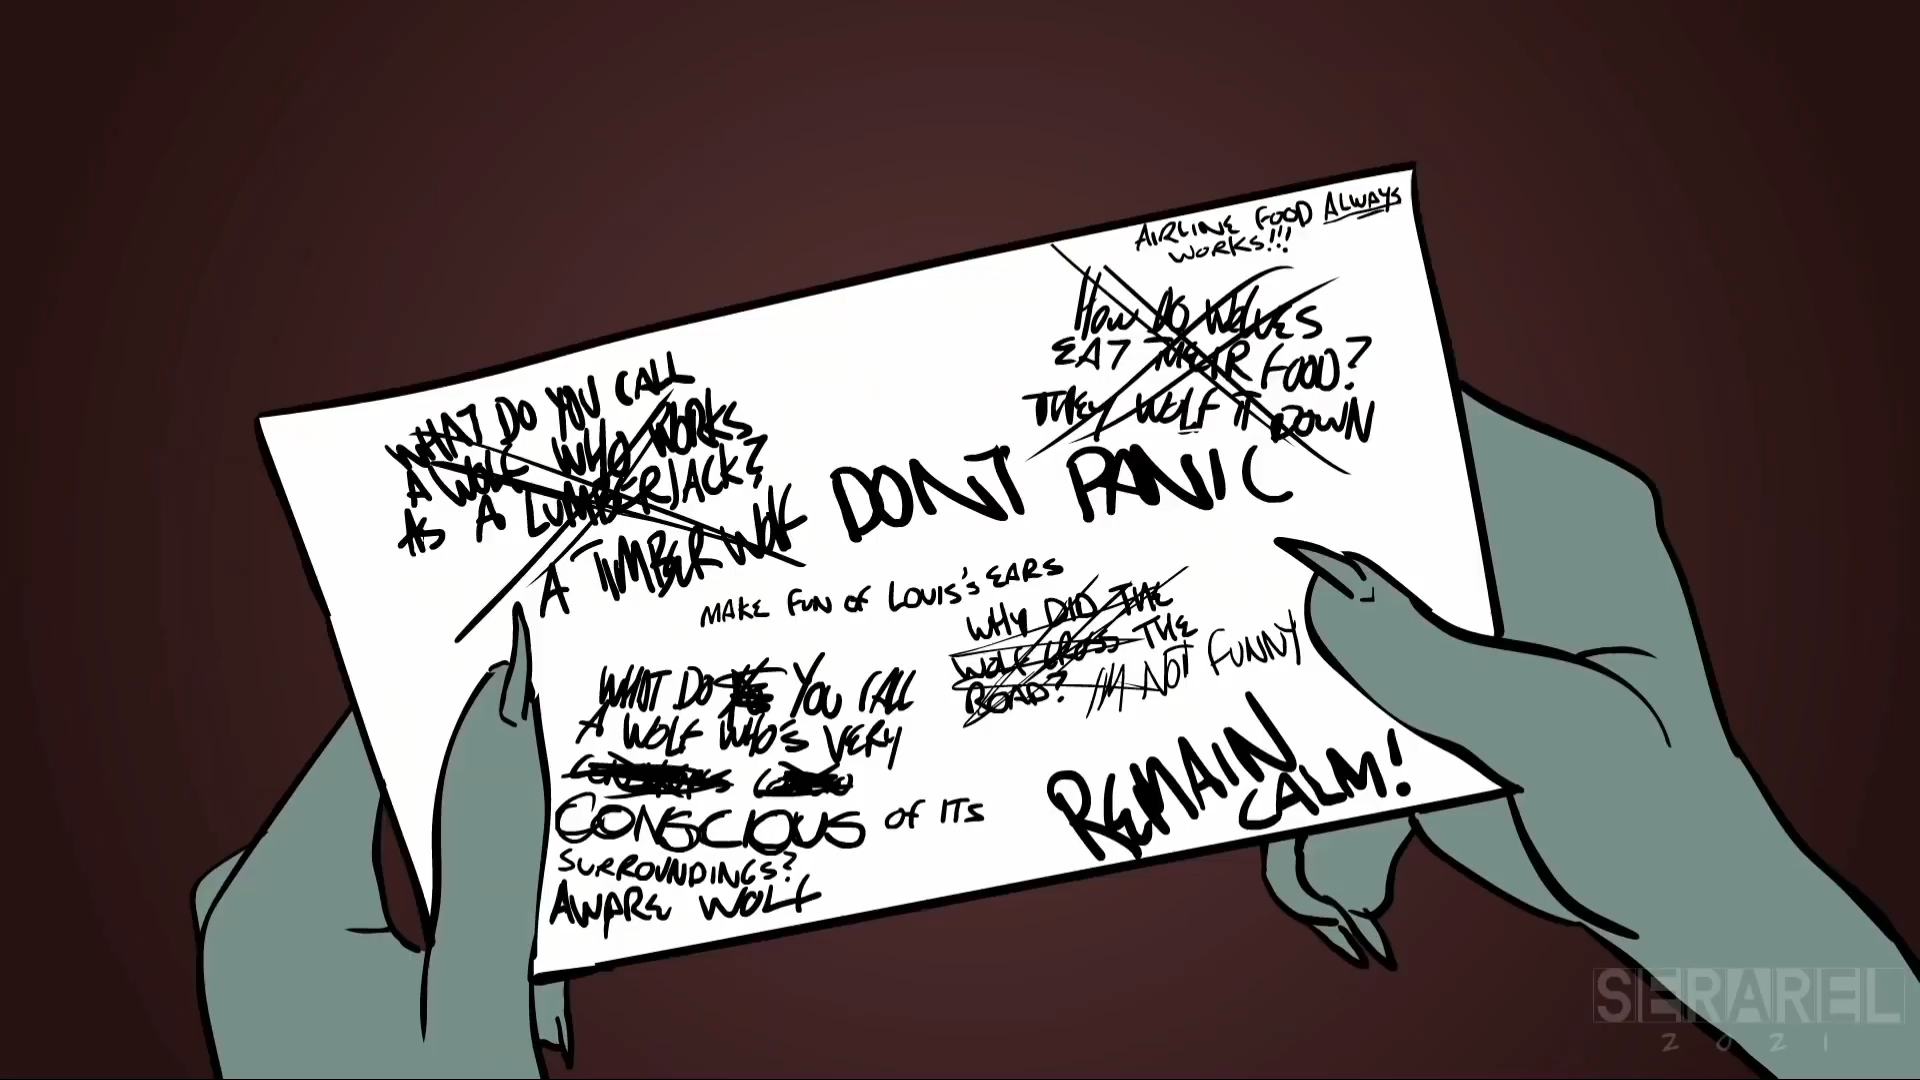 AIRLINE FOOD ALWAYS
WORKS!!!
HOW DO WOLVES
EAT THEIR FOOD?
THEY WOLF IT DOWN
WHAT DO YOU CALL
A WOLF WHO WORKS
AS A LUMBERJACK?
A TIMBER WOLF
DONT PANIC
MAKE FUN OF LOUIS'S EARS
WHY DID THE
WOLF CROSS THE
ROAD? IM NOT FUNNY
WHAT DO YOU CALL
A WOLF WHO'S VERY
CONSCIOUS OF ITS
SURROUNDINGS?
AWARE WOLF
REMAIN
CALM!
SERAREL
2021